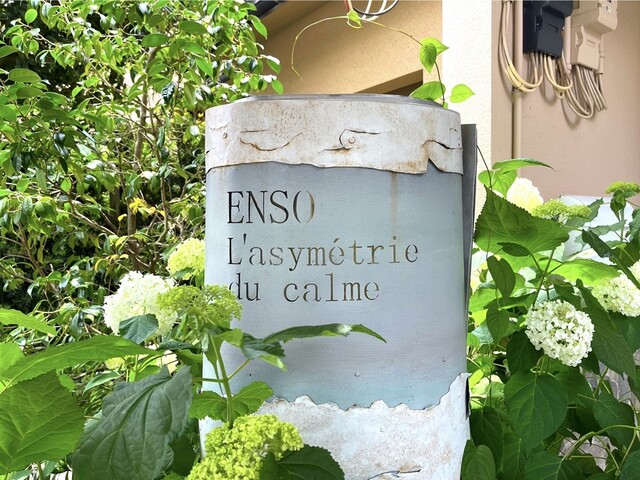 ENSO
L'asymétrie
du calme